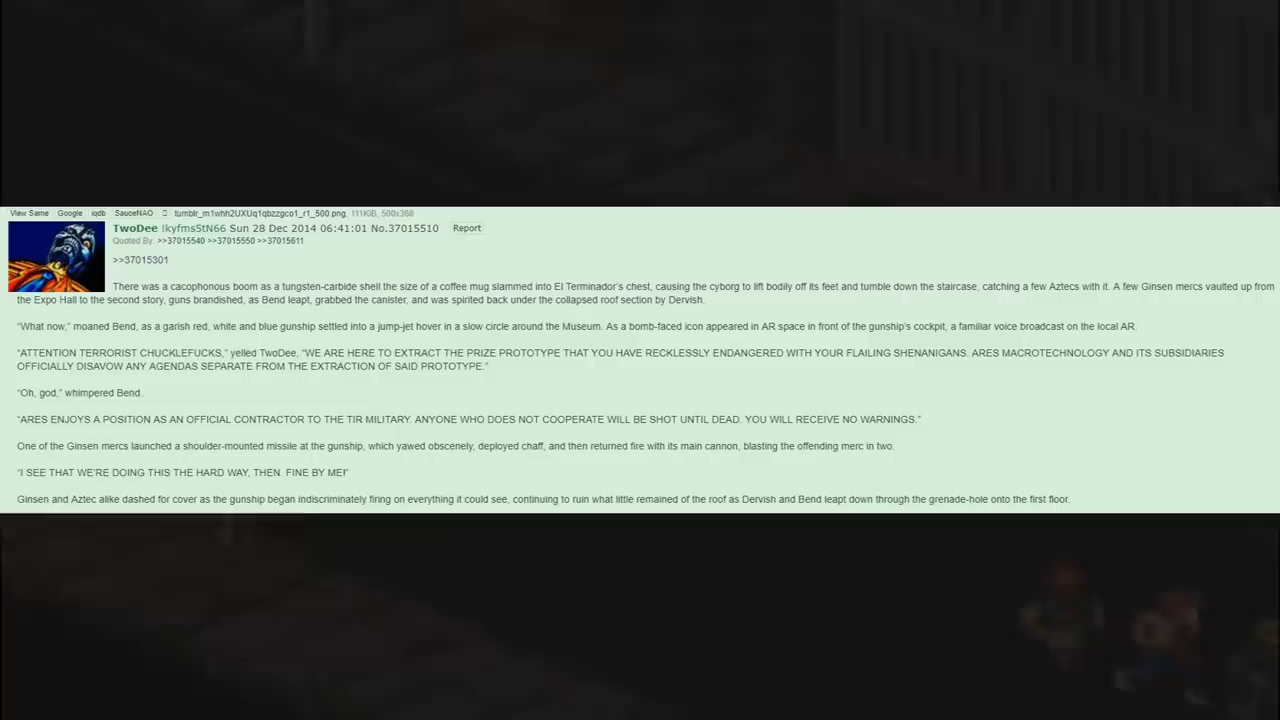 View Same Google iqdb SauceNAO tumblr_m1whh2UXUq1qbzzgco1_r1_500.png, 111KiB, 500x368
TwoDee !kyfms5tN66 Sun 28 Dec 2014 06:41:01 No.37015510 Report
Quoted By: >>37015540 >>37015550 >>37015611
>>37015301
There was a cacophonous boom as a tungsten-carbide shell the size of a coffee mug slammed into El Terminador’s chest, causing the cyborg to lift bodily off its feet and tumble down the staircase, catching a few Aztecs with it. A few Ginsen mercs vaulted up from
the Expo Hall to the second story, guns brandished, as Bend leapt, grabbed the canister, and was spirited back under the collapsed roof section by Dervish.
“What now,” moaned Bend, as a garish red, white and blue gunship settled into a jump-jet hover in a slow circle around the Museum. As a bomb-faced icon appeared in AR space in front of the gunship’s cockpit, a familiar voice broadcast on the local AR.
“ATTENTION TERRORIST CHUCKLEFUCKS,” yelled TwoDee, “WE ARE HERE TO EXTRACT THE PRIZE PROTOTYPE THAT YOU HAVE RECKLESSLY ENDANGERED WITH YOUR FLAILING SHENANIGANS. ARES MACROTECHNOLOGY AND ITS SUBSIDIARIES
OFFICIALLY DISAVOW ANY AGENDAS SEPARATE FROM THE EXTRACTION OF SAID PROTOTYPE.”
“Oh, god,” whimpered Bend.
“ARES ENJOYS A POSITION AS AN OFFICIAL CONTRACTOR TO THE TIR MILITARY. ANYONE WHO DOES NOT COOPERATE WILL BE SHOT UNTIL DEAD. YOU WILL RECEIVE NO WARNINGS.”
One of the Ginsen mercs launched a shoulder-mounted missile at the gunship, which yawed obscenely, deployed chaff, and then returned fire with its main cannon, blasting the offending merc in two.
“I SEE THAT WE’RE DOING THIS THE HARD WAY, THEN. FINE BY ME!”
Ginsen and Aztec alike dashed for cover as the gunship began indiscriminately firing on everything it could see, continuing to ruin what little remained of the roof as Dervish and Bend leapt down through the grenade-hole onto the first floor.